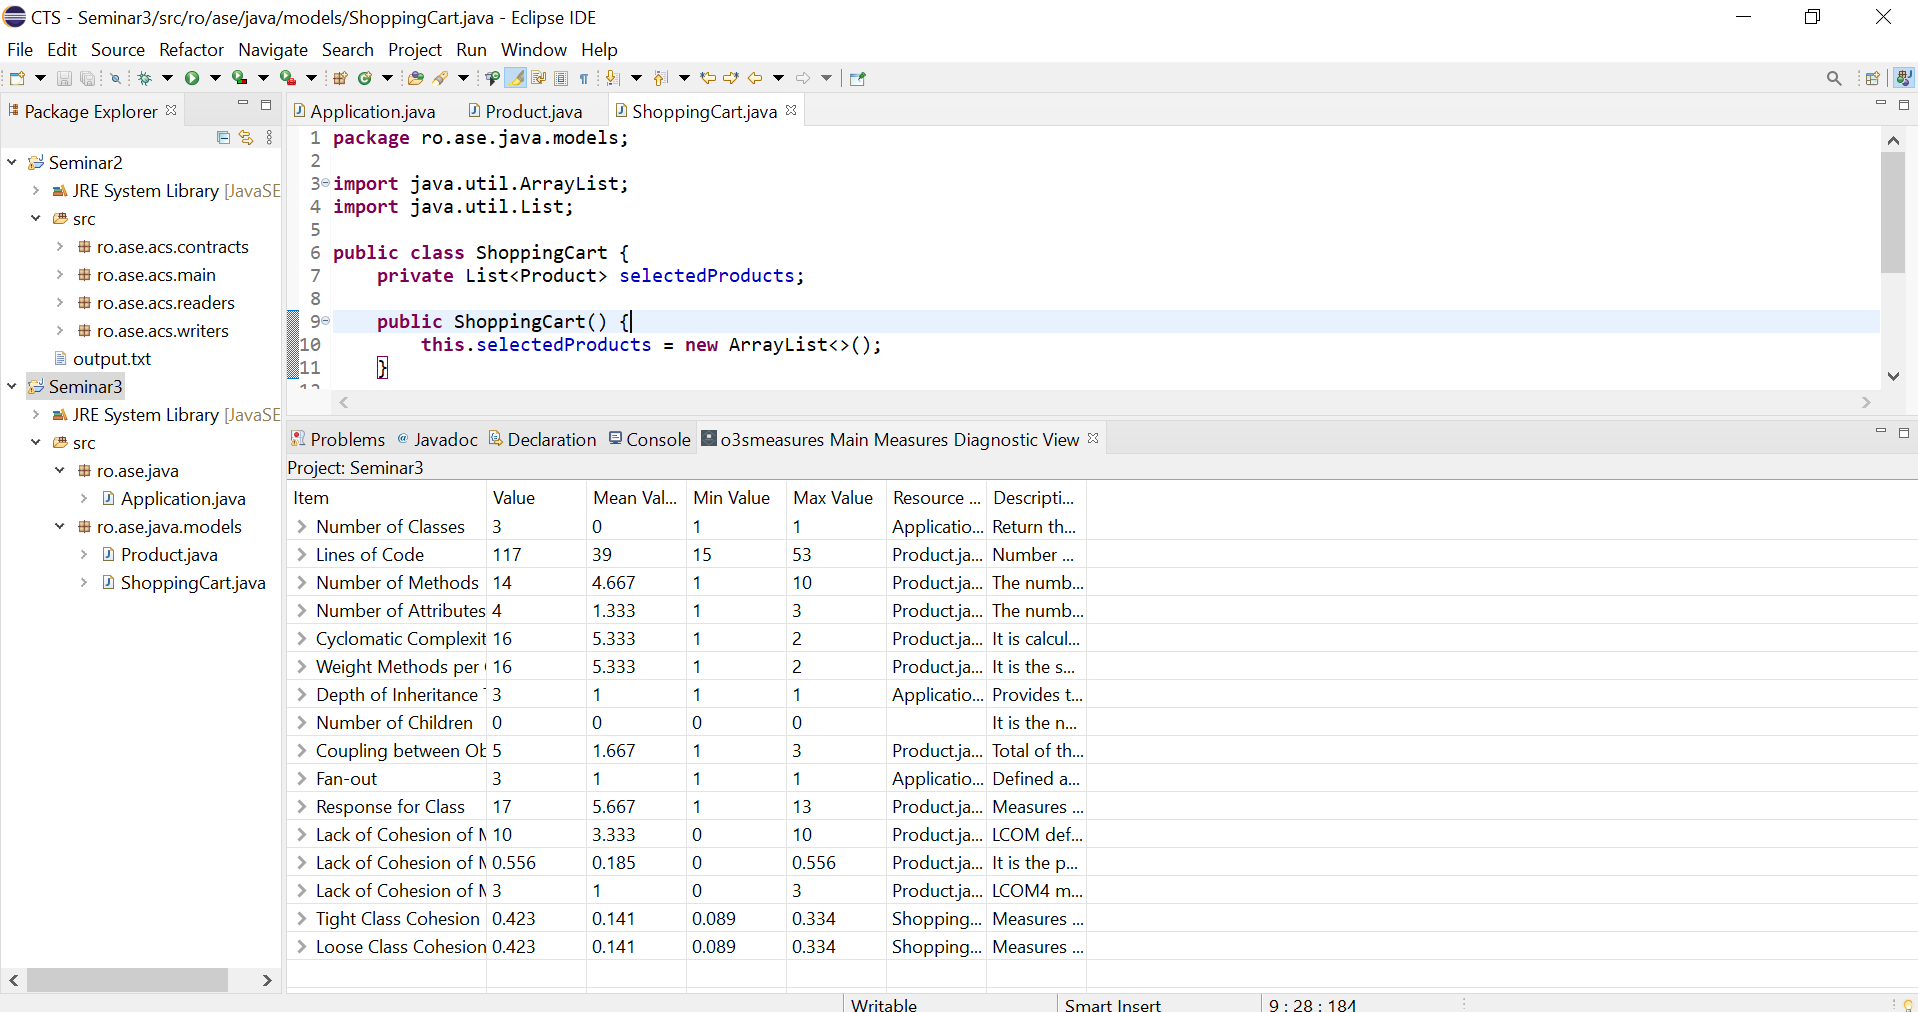 CTS - Seminar3/src/ro/ase/java/models/ShoppingCart.java - Eclipse IDE
File Edit Source Refactor Navigate Search Project Run Window Help
Package Explorer
Seminar2
JRE System Library [JavaSE
src
ro.ase.acs.contracts
ro.ase.acs.main
ro.ase.acs.readers
ro.ase.acs.writers
output.txt
Seminar3
JRE System Library [JavaSE
src
ro.ase.java
Application.java
ro.ase.java.models
Product.java
ShoppingCart.java
Application.java Product.java ShoppingCart.java
1 package ro.ase.java.models;
2
3 import java.util.ArrayList;
4 import java.util.List;
5
6 public class ShoppingCart {
7 private List<Product> selectedProducts;
8
9 public ShoppingCart() {
10 this.selectedProducts = new ArrayList<>();
11 }
12
Problems @ Javadoc Declaration Console o3smeasures Main Measures Diagnostic View
Project: Seminar3
Item Value Mean Val... Min Value Max Value Resource ... Descripti...
Number of Classes 3 0 1 1 Applicatio... Return th...
Lines of Code 117 39 15 53 Product.ja... Number ...
Number of Methods 14 4.667 1 10 Product.ja... The numb...
Number of Attributes 4 1.333 1 3 Product.ja... The numb...
Cyclomatic Complexit 16 5.333 1 2 Product.ja... It is calcul...
Weight Methods per 16 5.333 1 2 Product.ja... It is the s...
Depth of Inheritance 3 1 1 1 Applicatio... Provides t...
Number of Children 0 0 0 0 It is the n...
Coupling between Ob 5 1.667 1 3 Product.ja... Total of th...
Fan-out 3 1 1 1 Applicatio... Defined a...
Response for Class 17 5.667 1 13 Product.ja... Measures ...
Lack of Cohesion of M 10 3.333 0 10 Product.ja... LCOM def...
Lack of Cohesion of M 0.556 0.185 0 0.556 Product.ja... It is the p...
Lack of Cohesion of M 3 1 0 3 Product.ja... LCOM4 m...
Tight Class Cohesion 0.423 0.141 0.089 0.334 Shopping... Measures ...
Loose Class Cohesion 0.423 0.141 0.089 0.334 Shopping... Measures ...
Writable Smart Insert 9 : 28 : 184